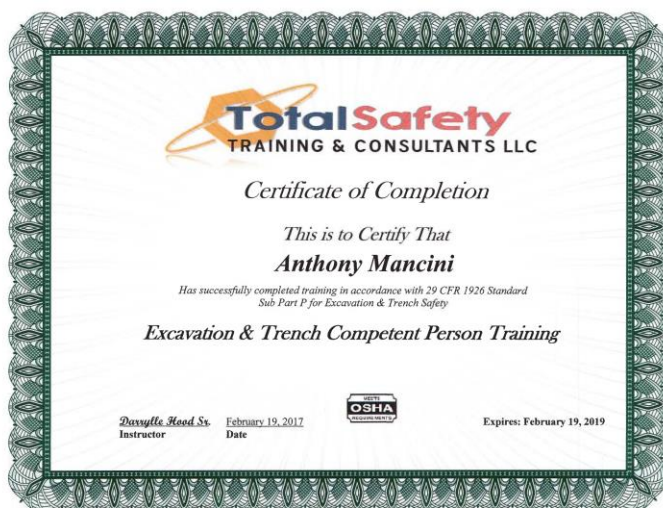 TotalSafety
TRAINING & CONSULTANTS LLC
Certificate of Completion
This is to Certify That
Anthony Mancini
Has successfully completed training in accordance with 29 CFR 1926 Standard
Sub Part P for Excavation & Trench Safety
Excavation & Trench Competent Person Training
MEETS
OSHA
REQUIREMENTS
Darrylle Hood Sr. February 19, 2017 Expires: February 19, 2019
Instructor Date